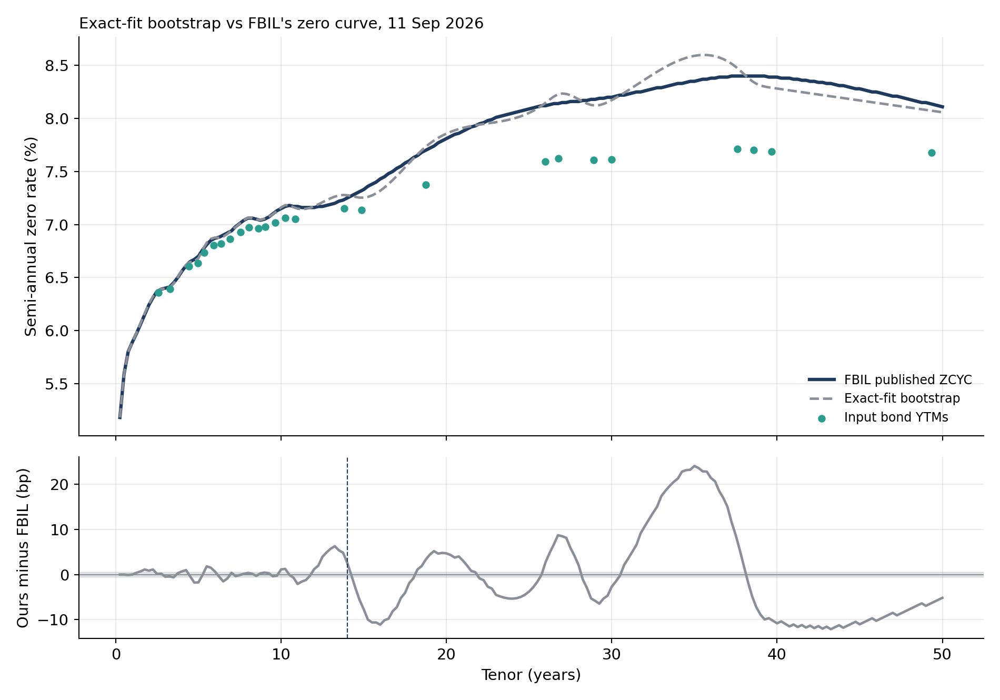 Exact-fit bootstrap vs FBIL's zero curve, 11 Sep 2026
Semi-annual zero rate (%)
8.5
8.0
7.5
7.0
6.5
6.0
5.5
FBIL published ZCYC
Exact-fit bootstrap
Input bond YTMs
Ours minus FBIL (bp)
20
10
0
−10
0 10 20 30 40 50
Tenor (years)